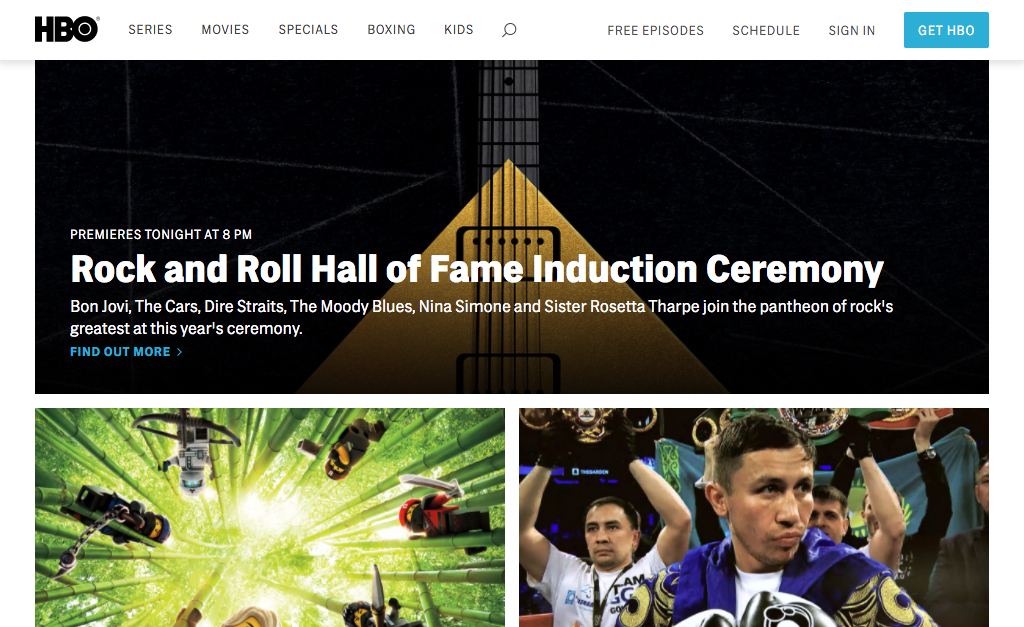 HBO®
SERIES
MOVIES
SPECIALS
BOXING
KIDS
FREE EPISODES
SCHEDULE
SIGN IN
GET HBO
PREMIERES TONIGHT AT 8 PM
Rock and Roll Hall of Fame Induction Ceremony
Bon Jovi, The Cars, Dire Straits, The Moody Blues, Nina Simone and Sister Rosetta Tharpe join the pantheon of rock's
greatest at this year's ceremony.
FIND OUT MORE >
THEGARDEN
TEAM